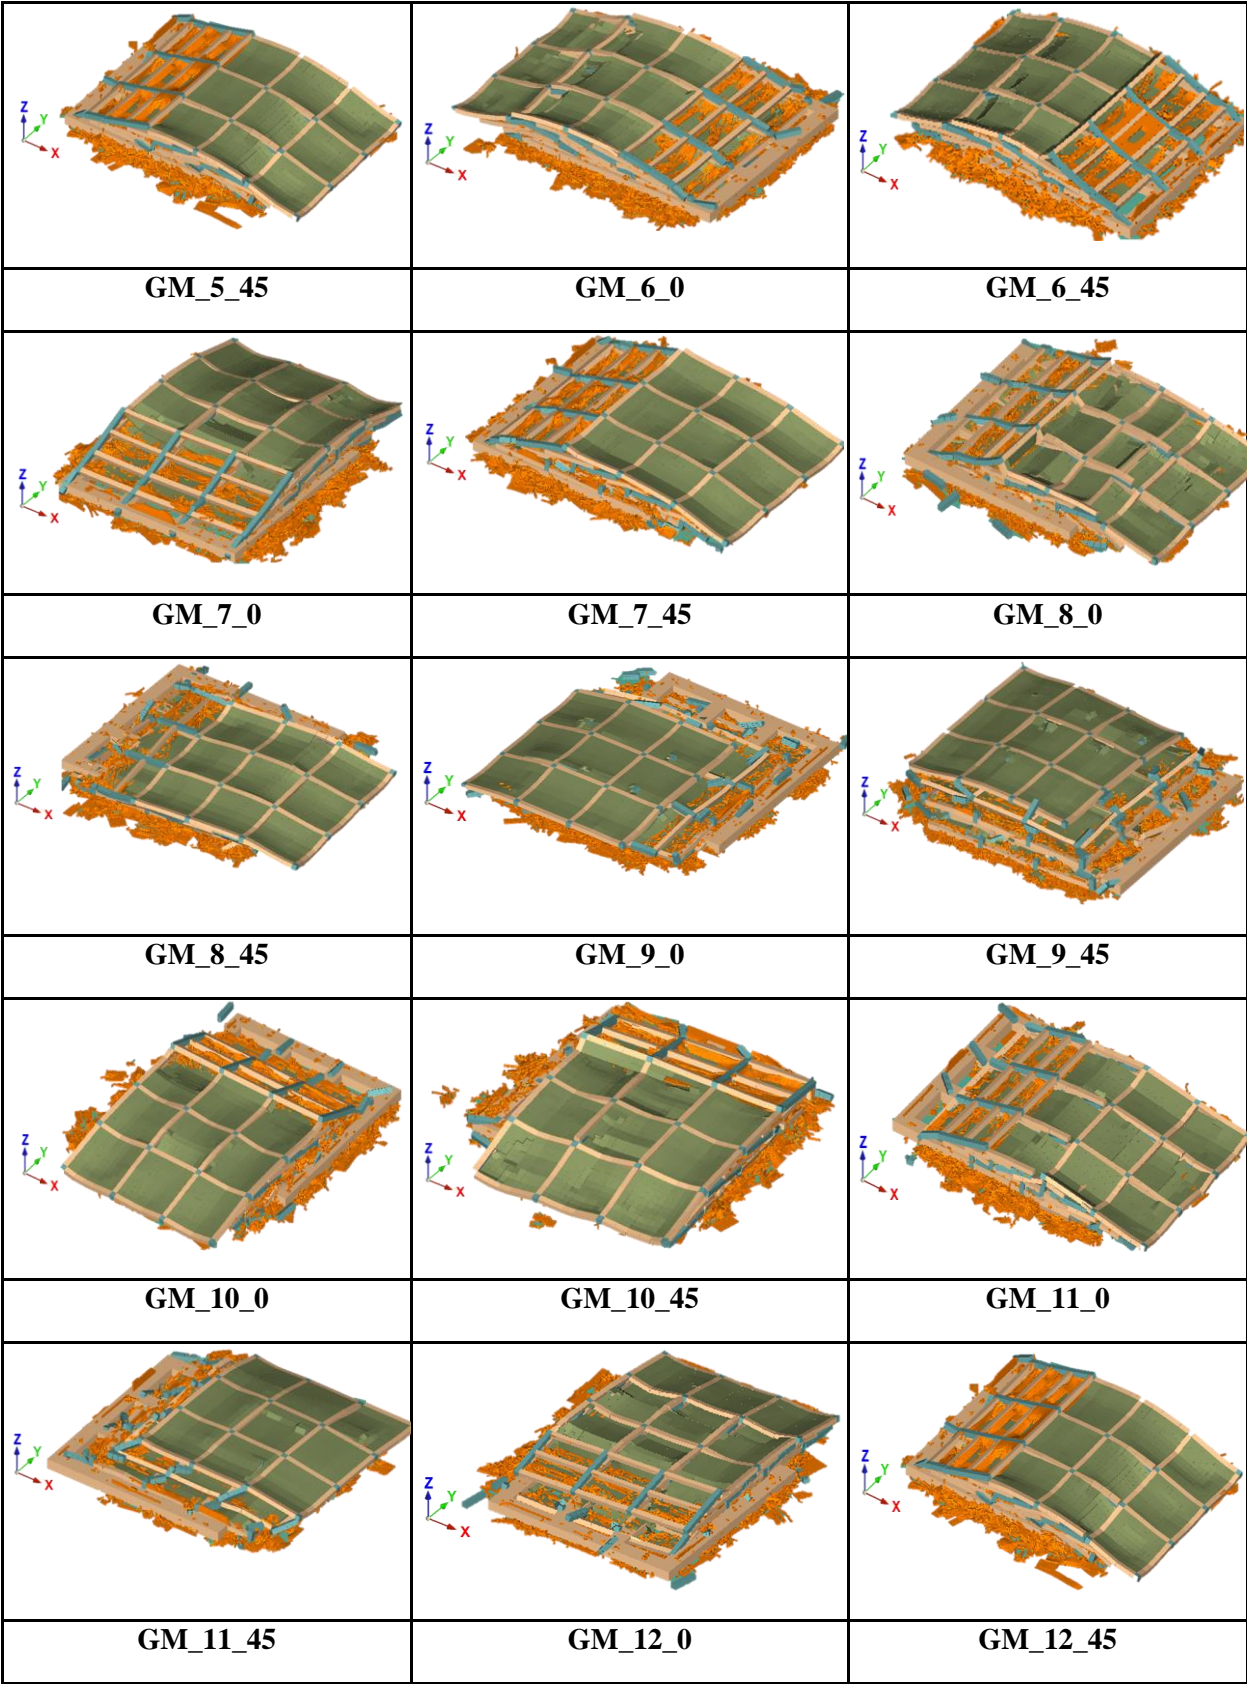 Z Y X
Z Y X
Z Y X
GM_5_45 GM_6_0 GM_6_45
Z Y X
Z Y X
Z Y X
GM_7_0 GM_7_45 GM_8_0
Z Y X
Z Y X
Z Y X
GM_8_45 GM_9_0 GM_9_45
Z Y X
Z Y X
Z Y X
GM_10_0 GM_10_45 GM_11_0
Z Y X
Z Y X
Z Y X
GM_11_45 GM_12_0 GM_12_45